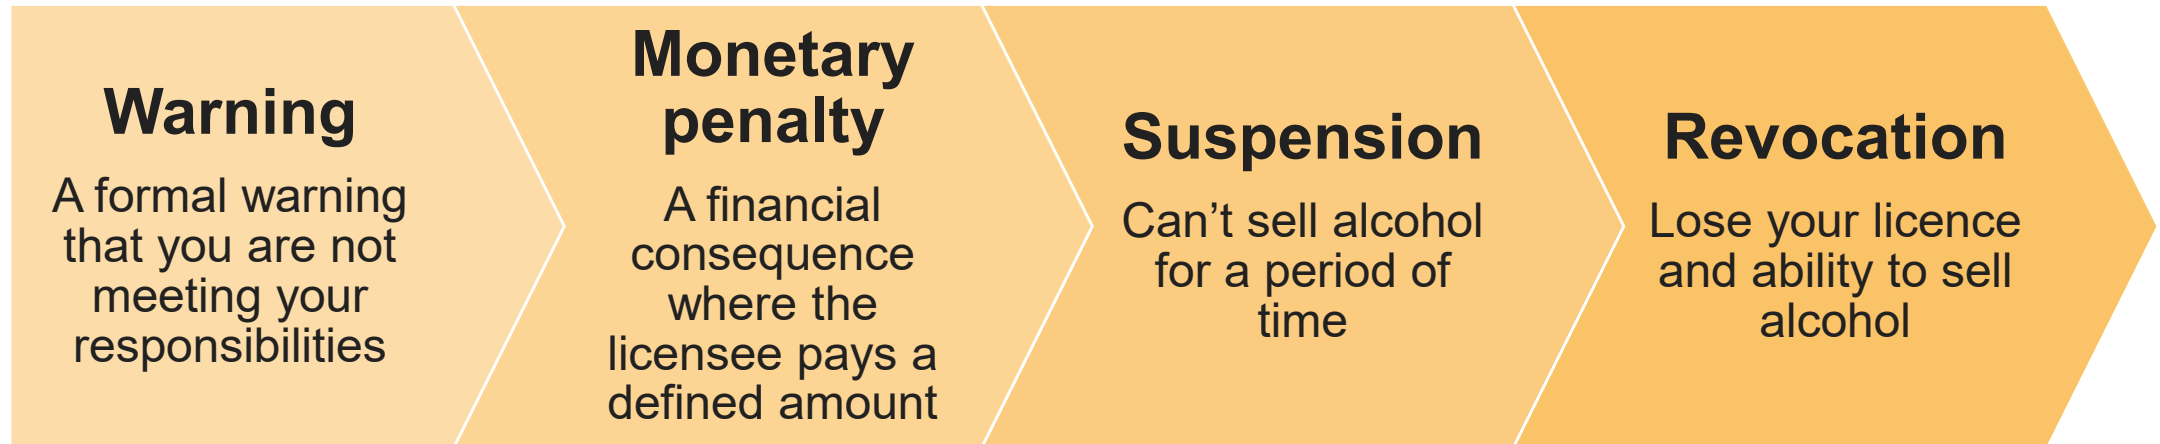 Warning
A formal warning
that you are not
meeting your
responsibilities
Monetary
penalty
A financial
consequence
where the
licensee pays a
defined amount
Suspension
Can’t sell alcohol
for a period of
time
Revocation
Lose your licence
and ability to sell
alcohol